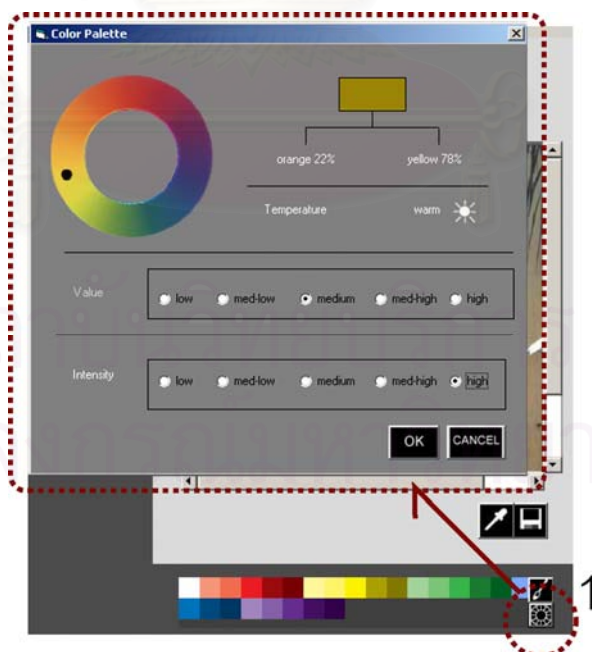 Color Palette
orange 22% yellow 78%
Temperature warm
Value low med-low medium med-high high
Intensity low med-low medium med-high high
OK CANCEL
1